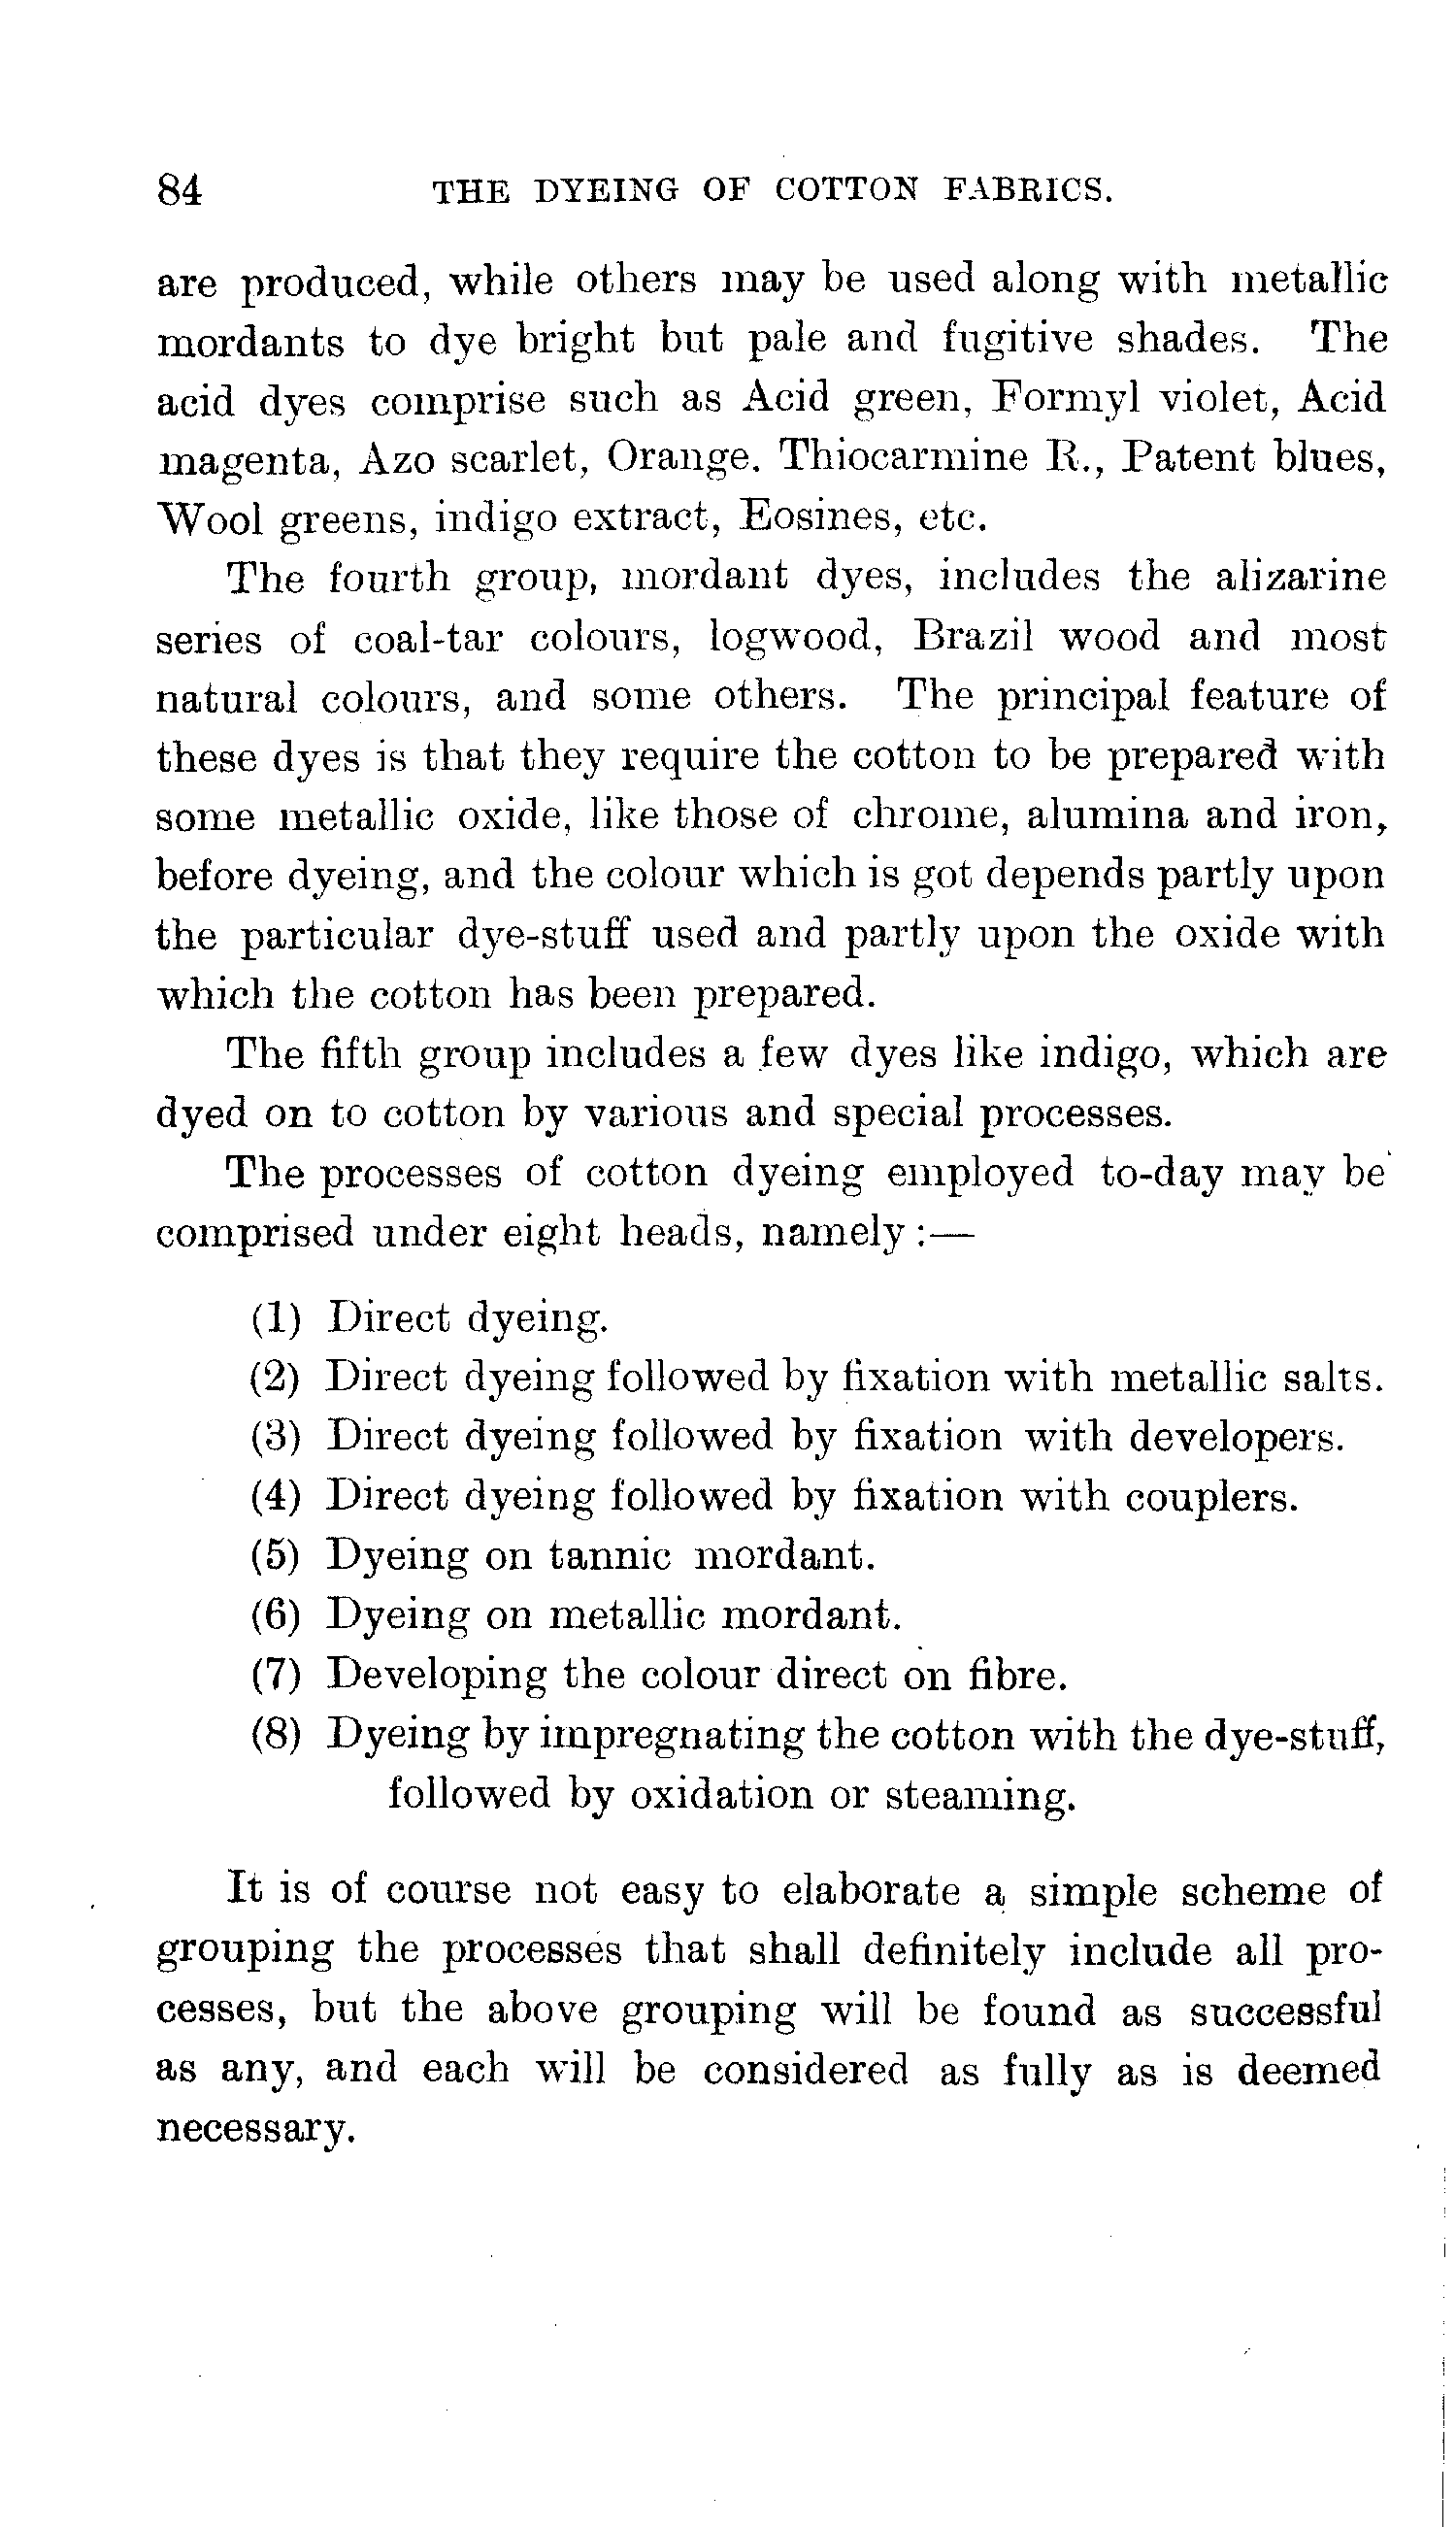 84 THE DYEING OF COTTON FABRICS.
are produced, while others may be used along with metallic
mordants to dye bright but pale and fugitive shades. The
acid dyes comprise such as Acid green, Formyl violet, Acid
magenta, Azo scarlet, Orange. Thiocarmine R., Patent blues,
Wool greens, indigo extract, Eosines, etc.
The fourth group, mordant dyes, includes the alizarine
series of coal-tar colours, logwood, Brazil wood and most
natural colours, and some others. The principal feature of
these dyes is that they require the cotton to be prepared with
some metallic oxide, like those of chrome, alumina and iron,
before dyeing, and the colour which is got depends partly upon
the particular dye-stuff used and partly upon the oxide with
which the cotton has been prepared.
The fifth group includes a few dyes like indigo, which are
dyed on to cotton by various and special processes.
The processes of cotton dyeing employed to-day may be
comprised under eight heads, namely :—
(1) Direct dyeing.
(2) Direct dyeing followed by fixation with metallic salts.
(3) Direct dyeing followed by fixation with developers.
(4) Direct dyeing followed by fixation with couplers.
(5) Dyeing on tannic mordant.
(6) Dyeing on metallic mordant.
(7) Developing the colour direct on fibre.
(8) Dyeing by impregnating the cotton with the dye-stuff,
followed by oxidation or steaming.
It is of course not easy to elaborate a simple scheme of
grouping the processes that shall definitely include all pro-
cesses, but the above grouping will be found as successful
as any, and each will be considered as fully as is deemed
necessary.